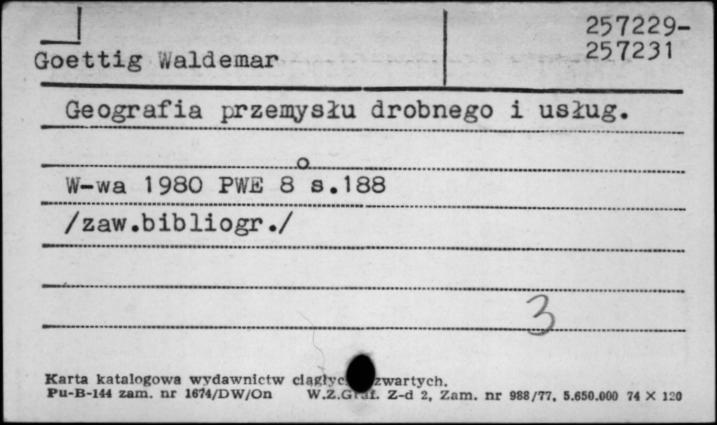 257229-
Goettig Waldemar 257231
Geografia przemysłu drobnego i usług.
W-wa 1980 PWE 8° s.188
/zaw.bibliogr./
3
Karta katalogowa wydawnictw zwartych.
Pu-B-144 zam. nr 1674/DW/On W.Z.Graf. Z-d 2, Zam. nr 988/77. 5.650.000 74 X 120